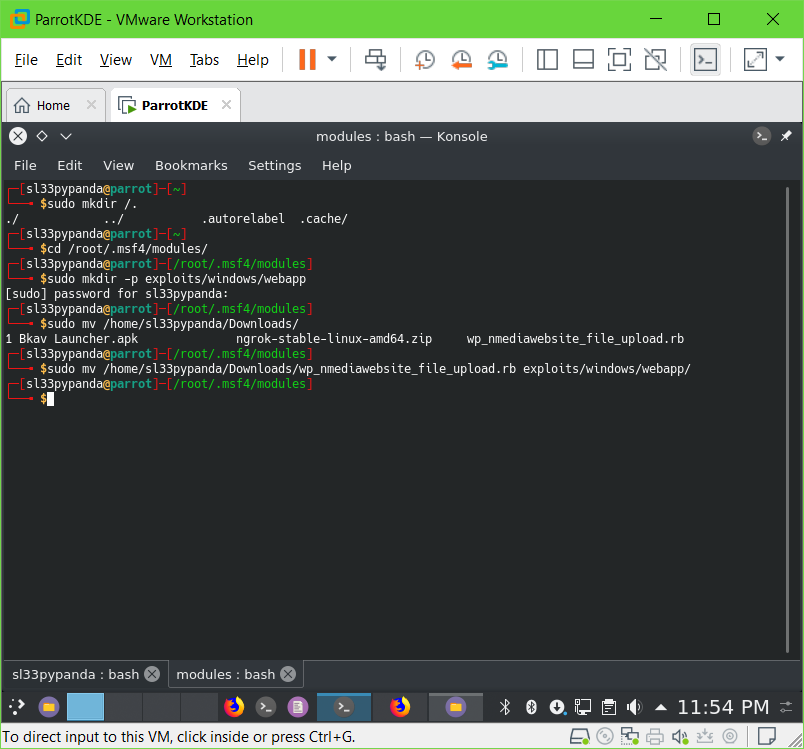 ParrotKDE - VMware Workstation
File Edit View VM Tabs Help
Home ParrotKDE
modules : bash — Konsole
File Edit View Bookmarks Settings Help
┌─[sl33pypanda@parrot]─[~]
└──╼ $sudo mkdir /.
./ ../ .autorelabel .cache/
┌─[sl33pypanda@parrot]─[~]
└──╼ $cd /root/.msf4/modules/
┌─[sl33pypanda@parrot]─[/root/.msf4/modules]
└──╼ $sudo mkdir -p exploits/windows/webapp
[sudo] password for sl33pypanda:
┌─[sl33pypanda@parrot]─[/root/.msf4/modules]
└──╼ $sudo mv /home/sl33pypanda/Downloads/
1 Bkav Launcher.apk ngrok-stable-linux-amd64.zip wp_nmediawebsite_file_upload.rb
┌─[sl33pypanda@parrot]─[/root/.msf4/modules]
└──╼ $sudo mv /home/sl33pypanda/Downloads/wp_nmediawebsite_file_upload.rb exploits/windows/webapp/
┌─[sl33pypanda@parrot]─[/root/.msf4/modules]
└──╼ $
sl33pypanda : bash modules : bash
11:54 PM
To direct input to this VM, click inside or press Ctrl+G.